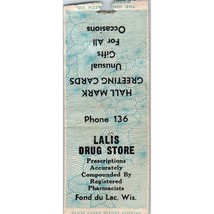 HALL MARK
GREETING CARDS
Unusual
Gifts
For All
Occasions
Phone 136
LALIS
DRUG STORE
Prescriptions
Accurately
Compounded By
Registered
Pharmacists
Fond du Lac, Wis.